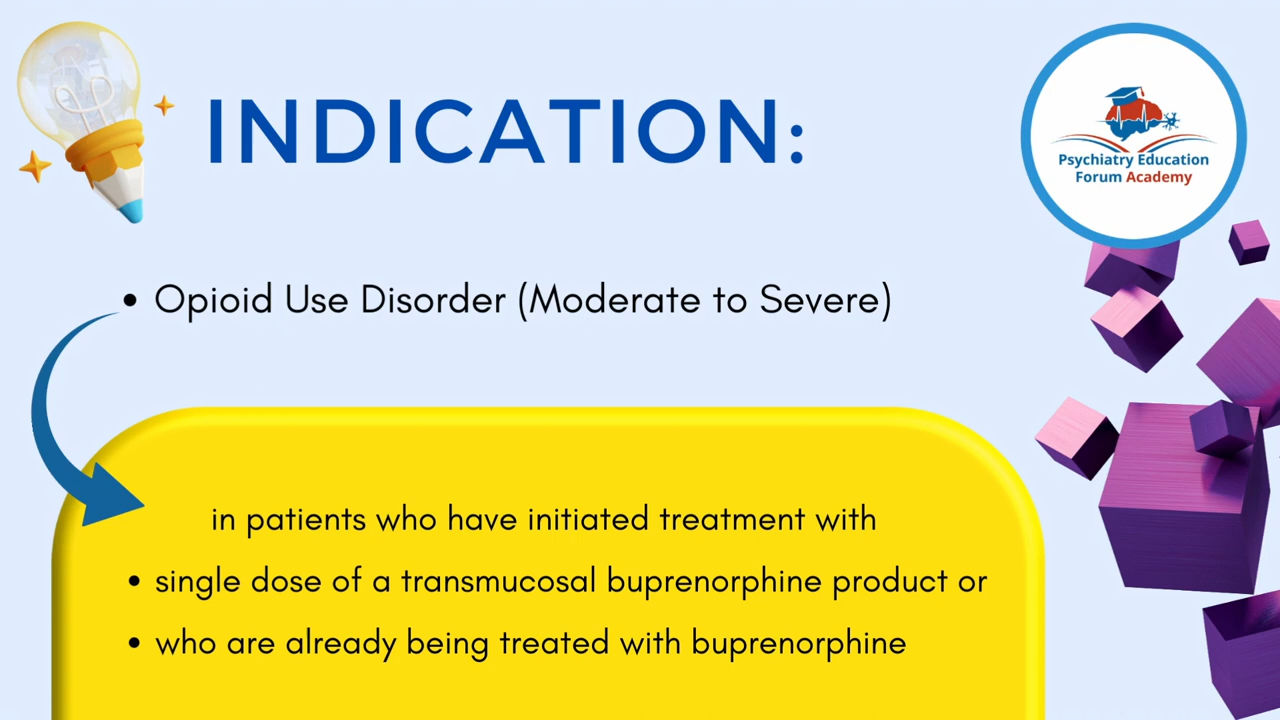 INDICATION:
Psychiatry Education
Forum Academy
• Opioid Use Disorder (Moderate to Severe)
in patients who have initiated treatment with
• single dose of a transmucosal buprenorphine product or
• who are already being treated with buprenorphine